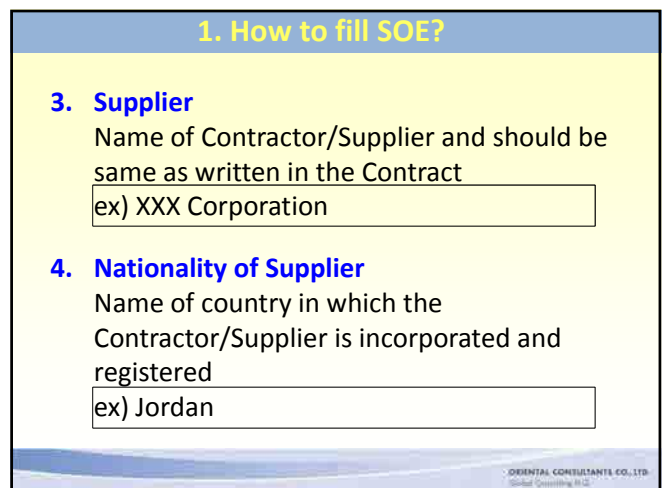 1. How to fill SOE?
3. Supplier
Name of Contractor/Supplier and should be
same as written in the Contract
ex) XXX Corporation
4. Nationality of Supplier
Name of country in which the
Contractor/Supplier is incorporated and
registered
ex) Jordan
ORIENTAL CONSULTANTS CO., LTD